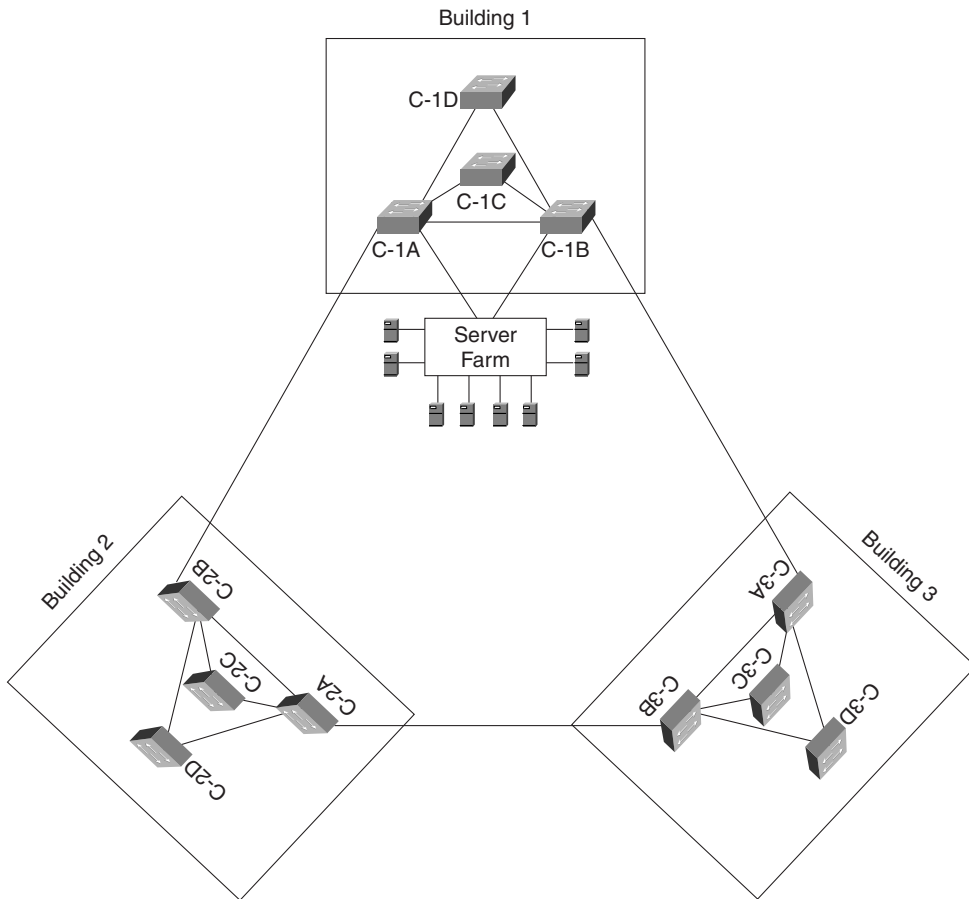 Building 1
C-1D
C-1C
C-1A
C-1B
Server
Farm
Building 2
C-2B
C-2C
C-2A
C-2D
Building 3
C-3A
C-3C
C-3B
C-3D